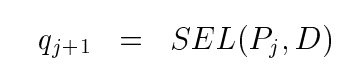 q_{j+1} = SEL(P_j, D)